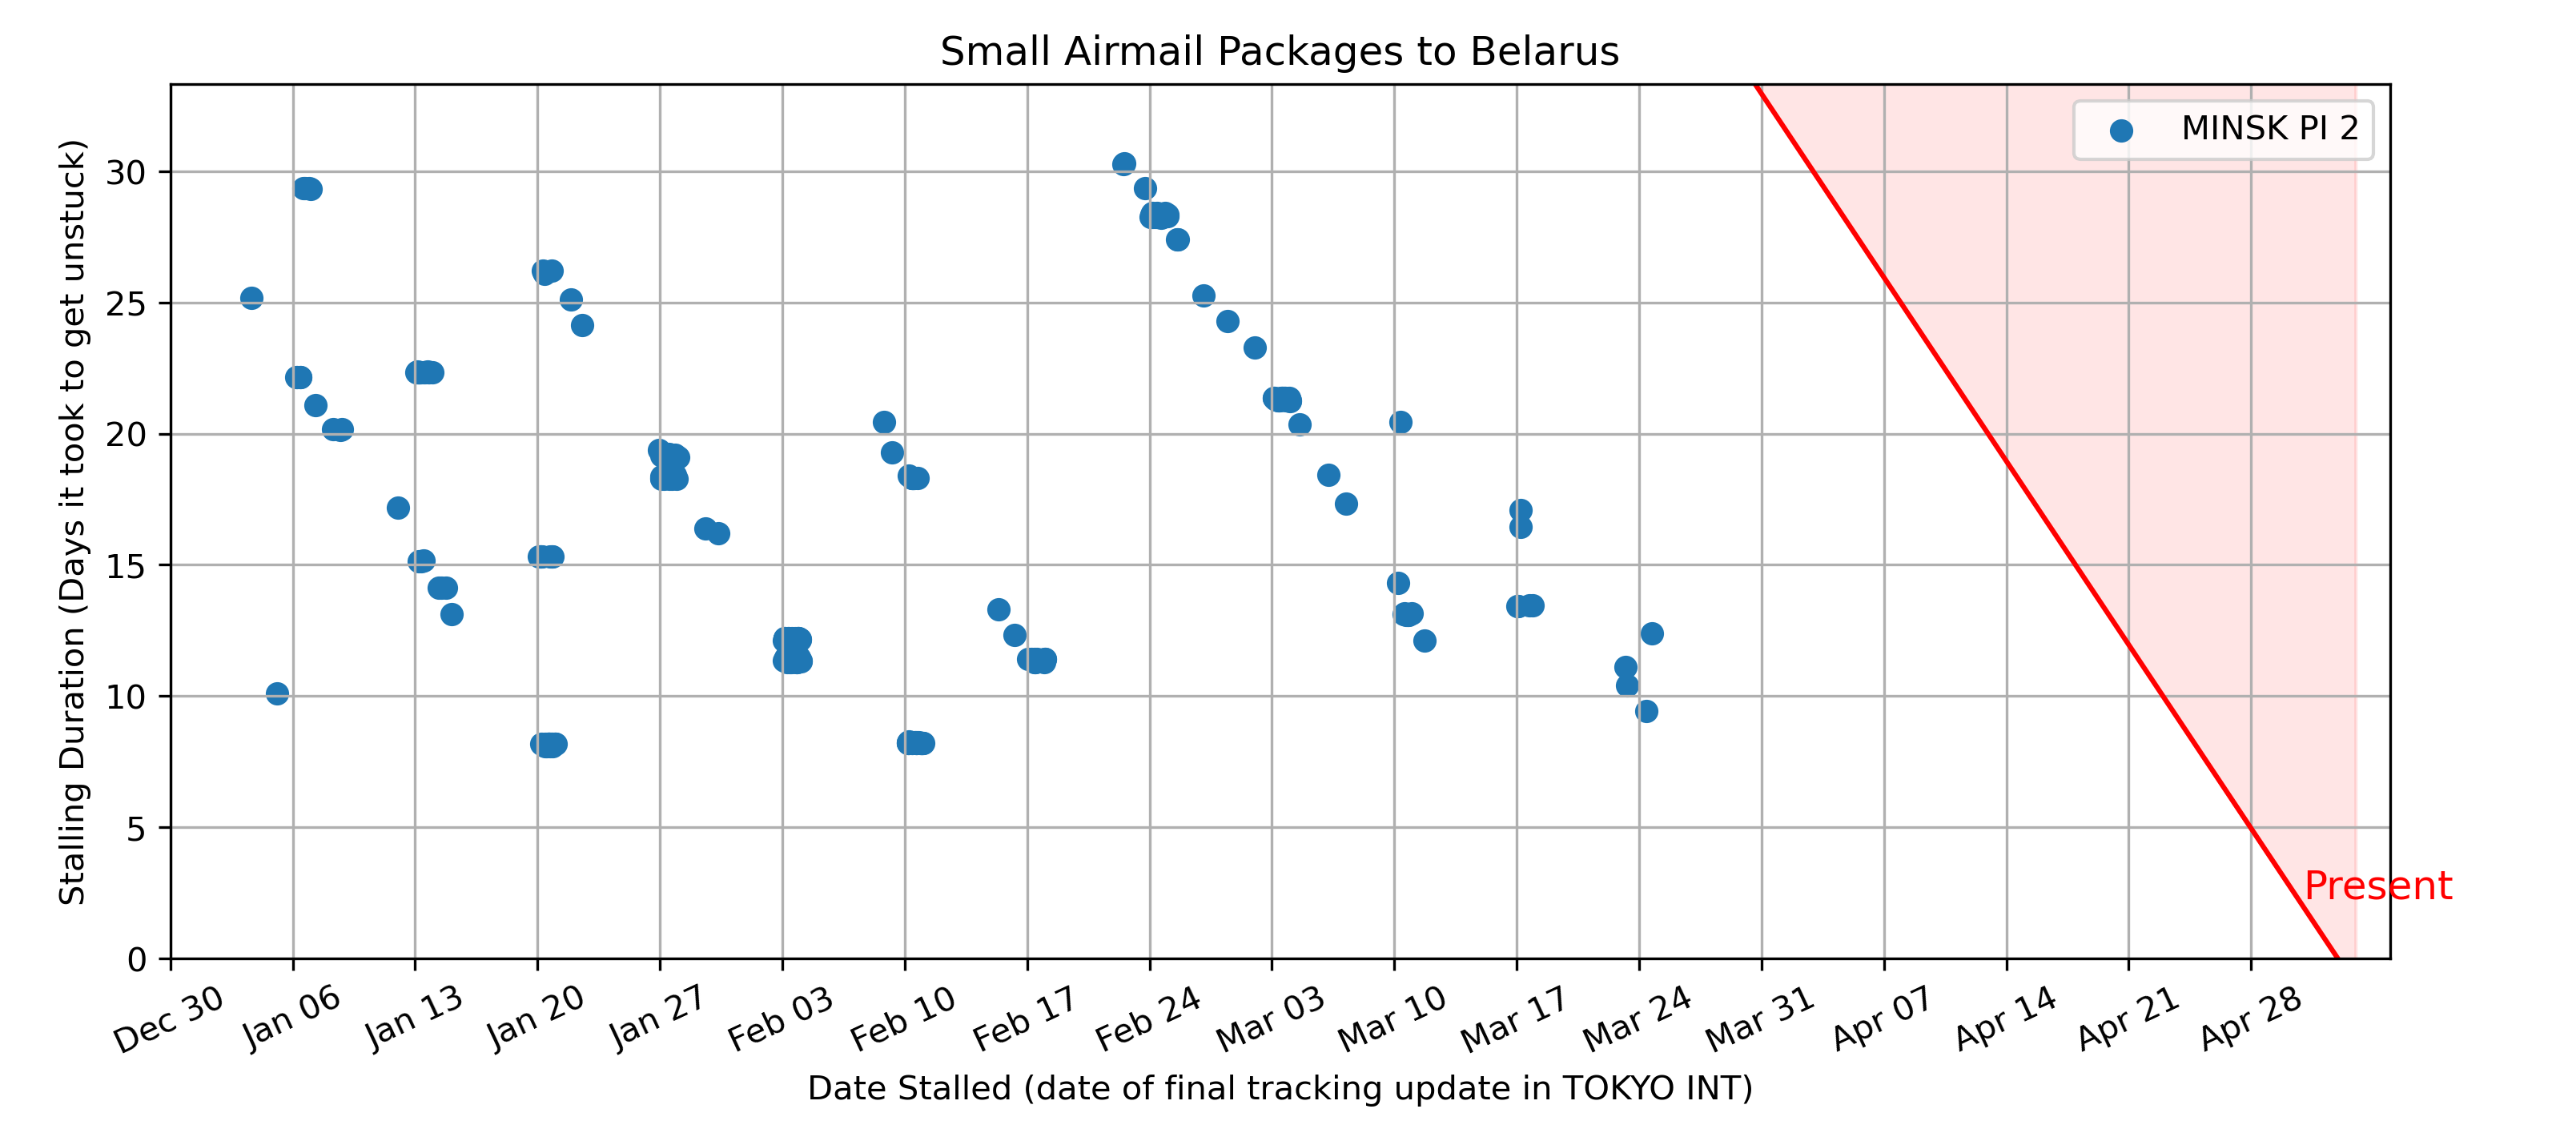 Small Airmail Packages to Belarus
MINSK PI 2
Stalling Duration (Days it took to get unstuck)
30
25
20
15
10
5
0
Present
Dec 30
Jan 06
Jan 13
Jan 20
Jan 27
Feb 03
Feb 10
Feb 17
Feb 24
Mar 03
Mar 10
Mar 17
Mar 24
Mar 31
Apr 07
Apr 14
Apr 21
Apr 28
Date Stalled (date of final tracking update in TOKYO INT)